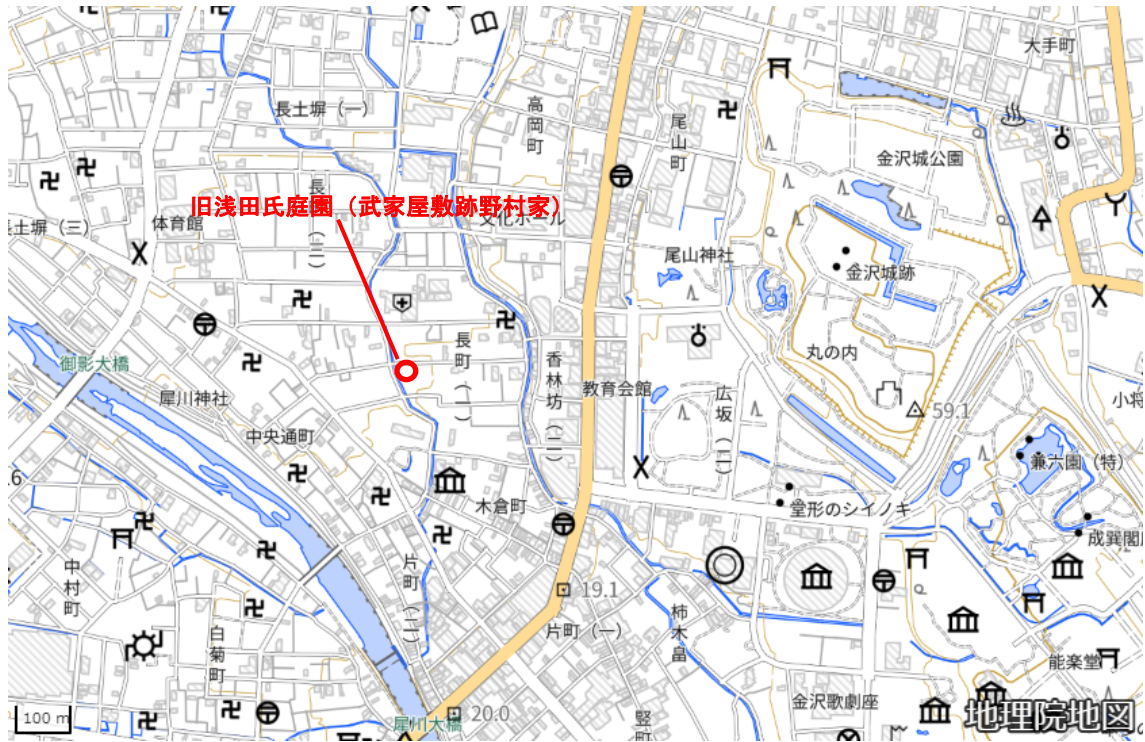 大手町
長土塀（一）
高岡町
尾山町
金沢城公園
旧浅田氏庭園（武家屋敷跡野村家）
体育館
文化ホール
土塀（三）
尾山神社
金沢城跡
丸の内
御影大橋
長町（一）
香林坊（二）
教育会館
広坂（二）
59.1
小将
犀川神社
中央通町
兼六園（特）
.6
木倉町
堂形のシイノキ
成巽閣
中村町
片町（二）
19.1
片町（一）
柿木畠
白菊町
能楽堂
金沢歌劇座
竪町
100 m
犀川大橋
20.0
地理院地図